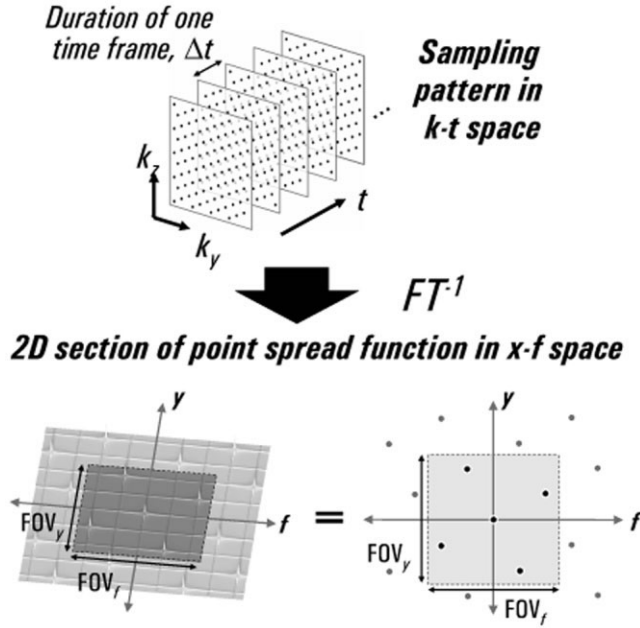 Duration of one
time frame, Δt
Sampling
pattern in
k-t space
...
k_z
t
k_y
FT⁻¹
2D section of point spread function in x-f space
y
y
f
=
f
FOV_y
FOV_y
FOV_f
FOV_f